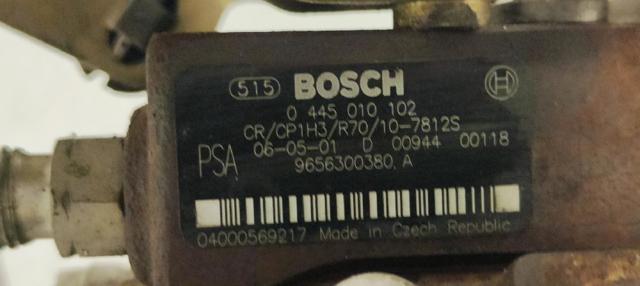 515 BOSCH
0 445 010 102
CR/CP1H3/R70/10-7812S
06-05-01 D 00944 00118
PSA 9656300380.A
04000569217 Made in Czech Republic